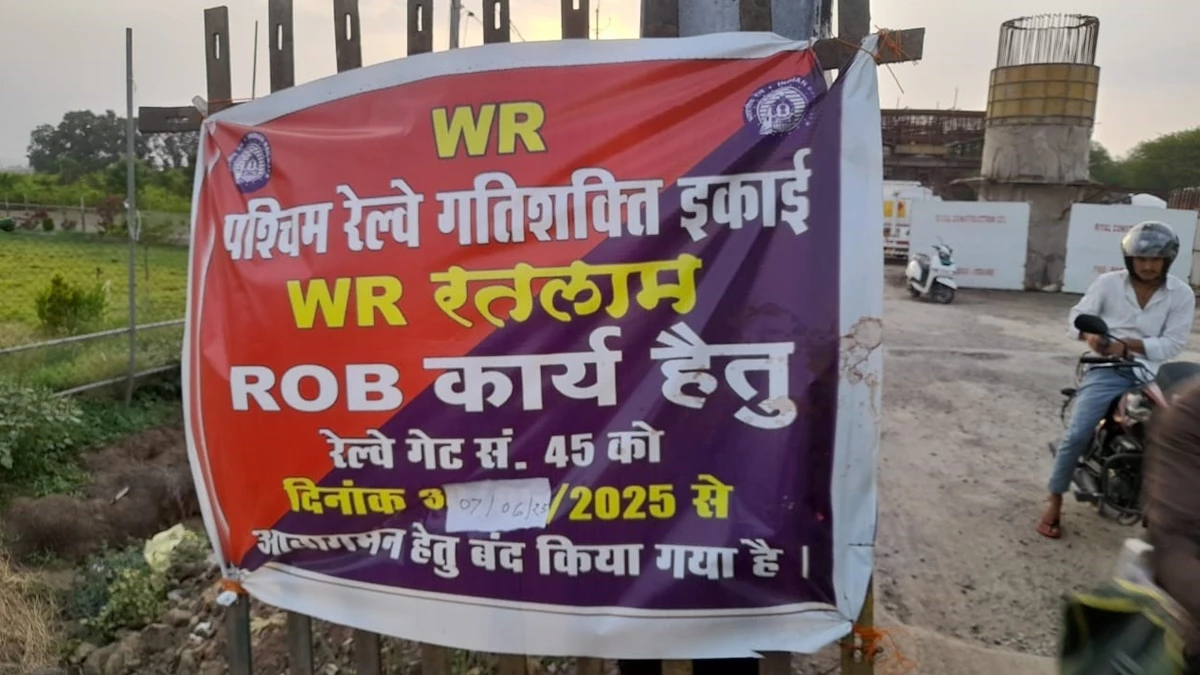 WR
पश्चिम रेल्वे गतिशक्ति इकाई
WR रतलाम
ROB कार्य हैतु
रेल्वे गेट सं. 45 को
दिनांक 07/06/25/2025 से
आवागमन हेतु बंद किया गया है ।